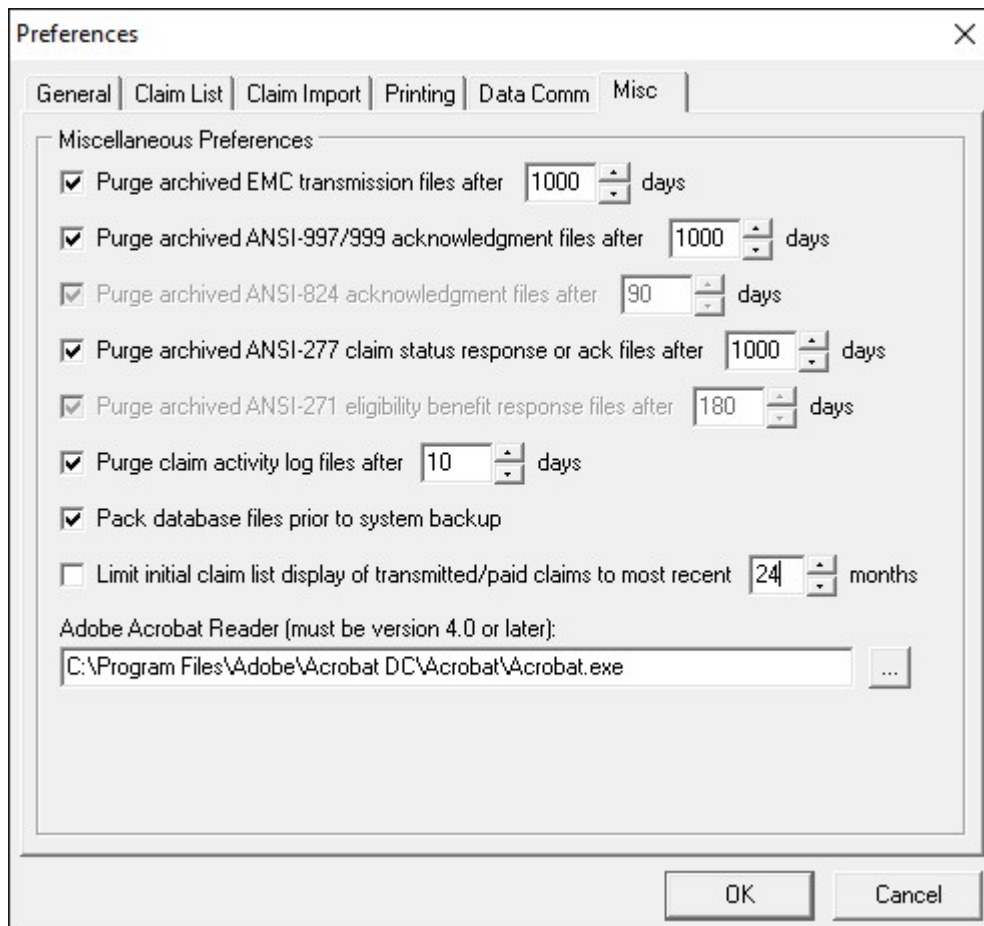 Preferences
General Claim List Claim Import Printing Data Comm Misc
Miscellaneous Preferences
Purge archived EMC transmission files after 1000 days
Purge archived ANSI-997/999 acknowledgment files after 1000 days
Purge archived ANSI-824 acknowledgment files after 90 days
Purge archived ANSI-277 claim status response or ack files after 1000 days
Purge archived ANSI-271 eligibility benefit response files after 180 days
Purge claim activity log files after 10 days
Pack database files prior to system backup
Limit initial claim list display of transmitted/paid claims to most recent 24 months
Adobe Acrobat Reader (must be version 4.0 or later):
C:\Program Files\Adobe\Acrobat DC\Acrobat\Acrobat.exe ...
OK Cancel